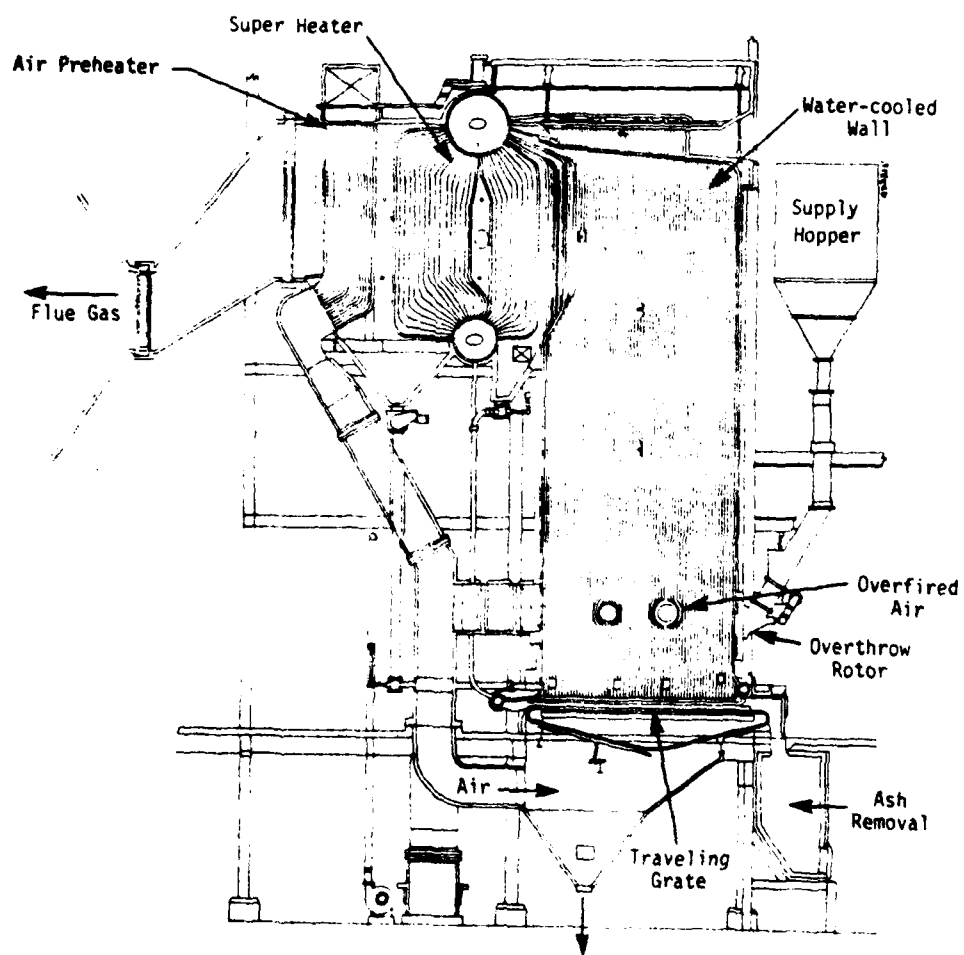 Super Heater
Air Preheater
Water-cooled
Wall
Supply
Hopper
Flue Gas
Overfired
Air
Overthrow
Rotor
Air
Ash
Removal
Traveling
Grate